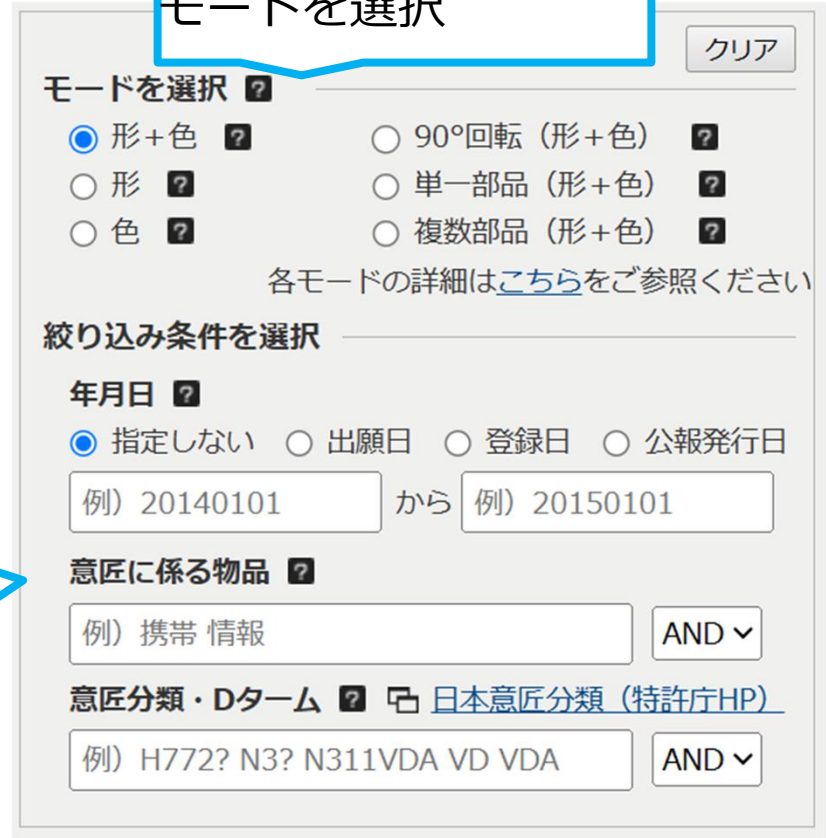 モードを選択
クリア
モードを選択 ?
形+色 ? 90°回転（形+色） ?
形 ? 単一部品（形+色） ?
色 ? 複数部品（形+色） ?
各モードの詳細はこちらをご参照ください
絞り込み条件を選択
年月日 ?
指定しない 出願日 登録日 公報発行日
例）20140101 から 例）20150101
意匠に係る物品 ?
例）携帯 情報 AND
意匠分類・Dターム ? 日本意匠分類（特許庁HP）
例）H772? N3? N311VDA VD VDA AND